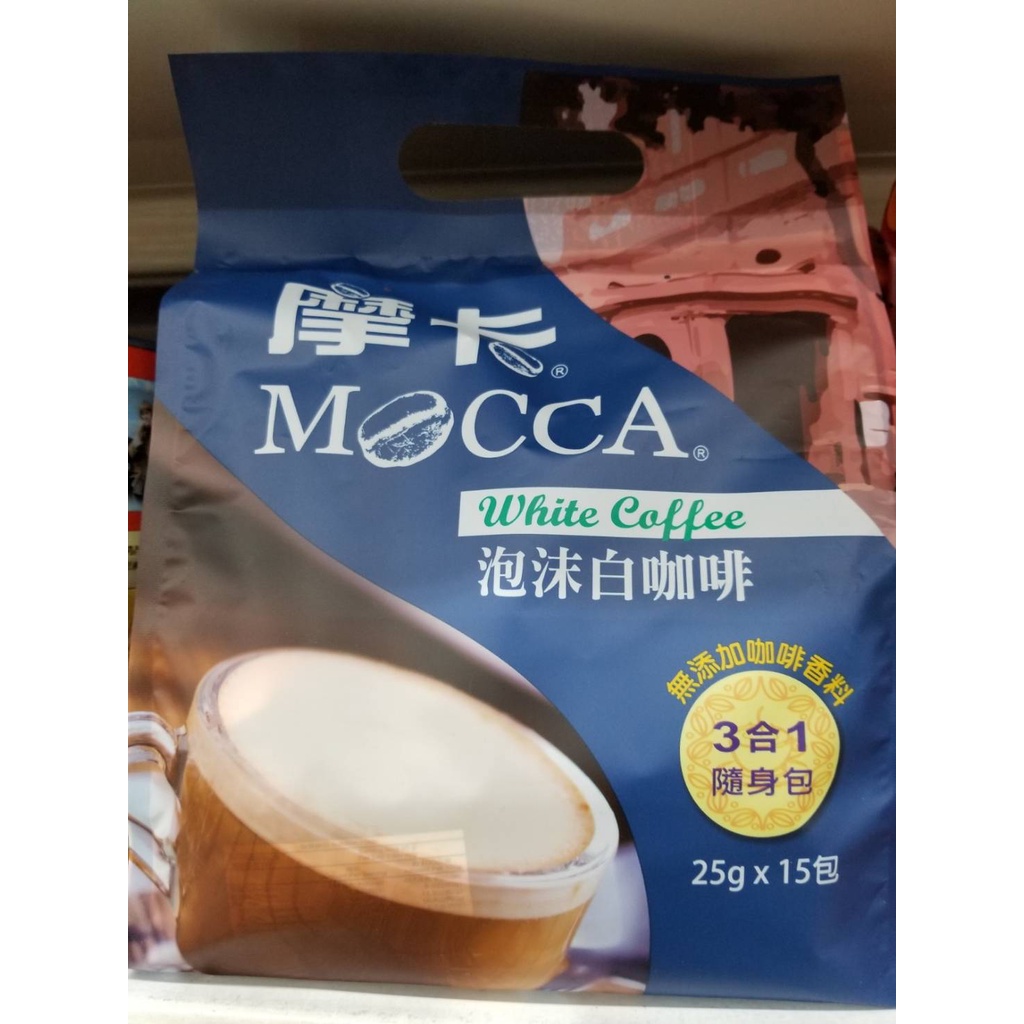 摩卡®
MOCCA®
White Coffee
泡沫白咖啡
無添加咖啡香料
3合1
隨身包
25g x 15包